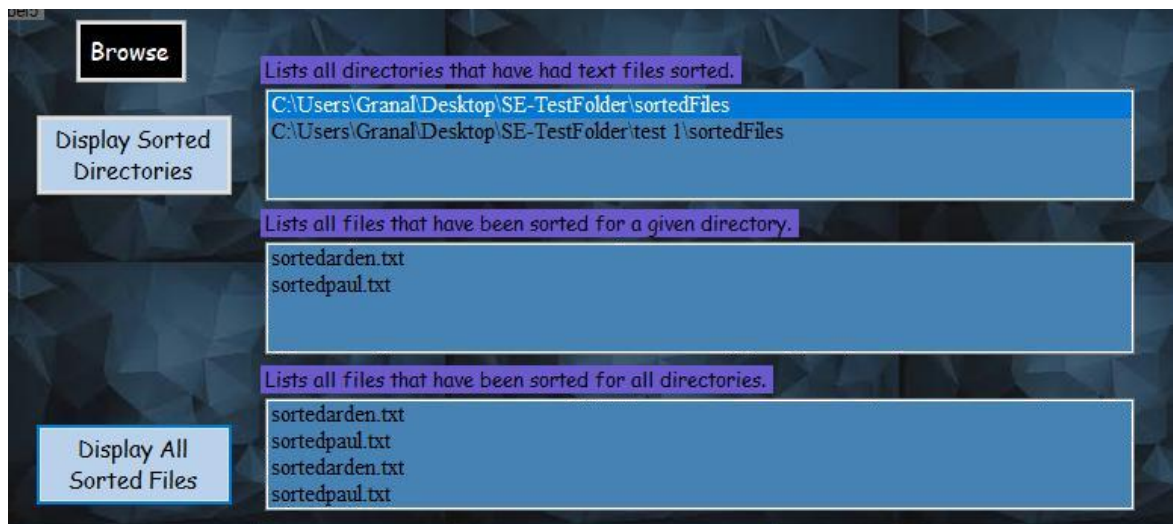 Browse
Lists all directories that have had text files sorted.
C:\Users\Granal\Desktop\SE-TestFolder\sortedFiles
C:\Users\Granal\Desktop\SE-TestFolder\test 1\sortedFiles
Display Sorted
Directories
Lists all files that have been sorted for a given directory.
sortedarden.txt
sortedpaul.txt
Lists all files that have been sorted for all directories.
sortedarden.txt
sortedpaul.txt
sortedarden.txt
sortedpaul.txt
Display All
Sorted Files